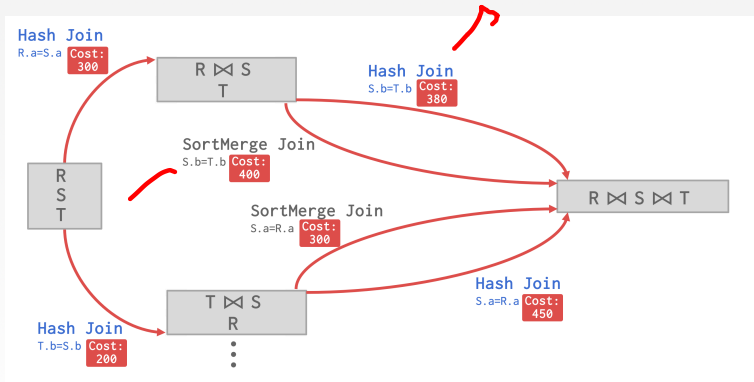 Hash Join
R.a=S.a
Cost:
300
R ⋈ S
T
Hash Join
S.b=T.b
Cost:
380
SortMerge Join
S.b=T.b
Cost:
400
R
S
T
R ⋈ S ⋈ T
SortMerge Join
S.a=R.a
Cost:
300
T ⋈ S
R
Hash Join
S.a=R.a
Cost:
450
Hash Join
T.b=S.b
Cost:
200